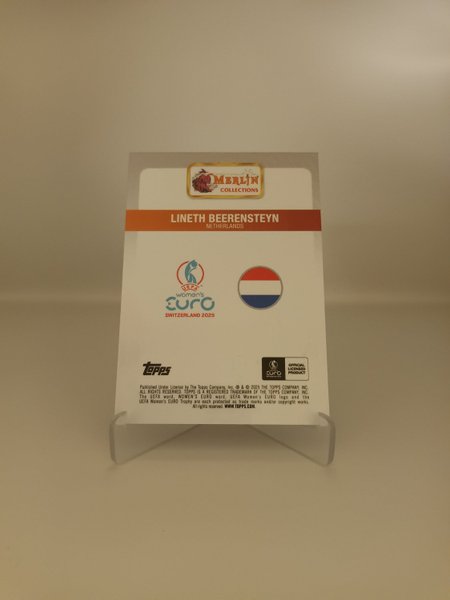 MERLIN
COLLECTIONS
LINETH BEERENSTEYN
NETHERLANDS
UEFA
women's
EURO
SWITZERLAND 2025
Topps
EURO
OFFICIAL
LICENSED
PRODUCT
Published Under License by The Topps Company, Inc. ® & © 2025 THE TOPPS COMPANY, INC.
ALL RIGHTS RESERVED. TOPPS IS A REGISTERED TRADEMARK OF THE TOPPS COMPANY, INC.
The UEFA word, WOMEN'S EURO word, the UEFA Women's EURO logo and the
UEFA Women's EURO Trophy are each protected as trade marks and/or copyright works.
All rights reserved. WWW.TOPPS.COM.